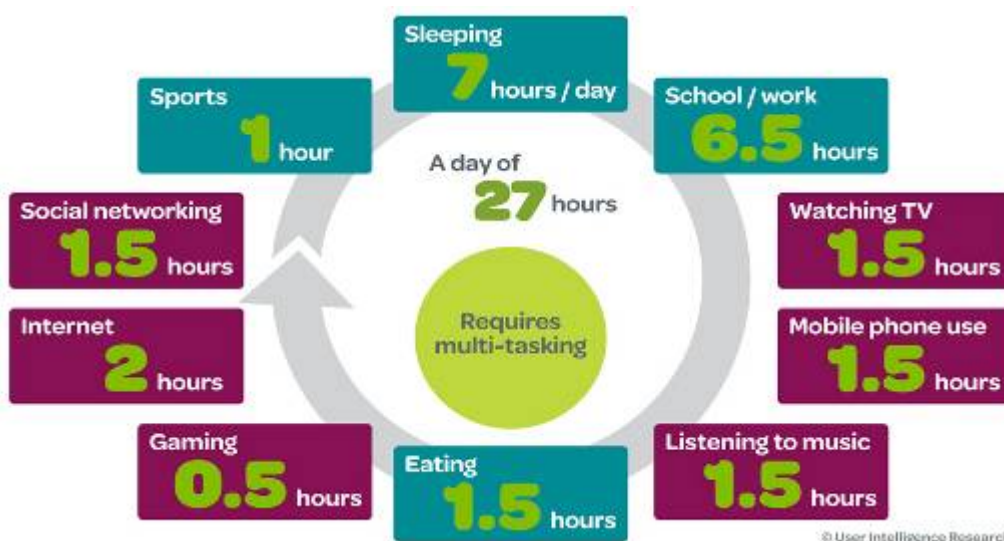 Sleeping
7 hours / day
School / work
6.5 hours
Watching TV
1.5 hours
Mobile phone use
1.5 hours
Listening to music
1.5 hours
Eating
1.5 hours
Gaming
0.5 hours
Internet
2 hours
Social networking
1.5 hours
Sports
1 hour
A day of
27 hours
Requires
multi-tasking
© User Intelligence Research